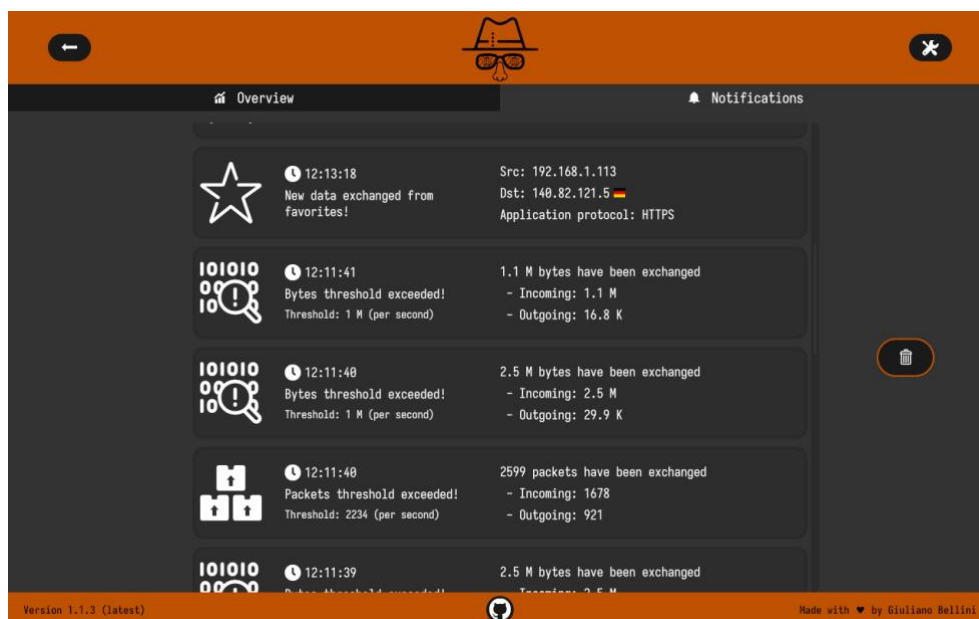 Overview
Notifications
12:13:18
New data exchanged from
favorites!
Src: 192.168.1.113
Dst: 140.82.121.5
Application protocol: HTTPS
101010
12:11:41
Bytes threshold exceeded!
Threshold: 1 M (per second)
1.1 M bytes have been exchanged
- Incoming: 1.1 M
- Outgoing: 16.8 K
101010
12:11:40
Bytes threshold exceeded!
Threshold: 1 M (per second)
2.5 M bytes have been exchanged
- Incoming: 2.5 M
- Outgoing: 29.9 K
12:11:40
Packets threshold exceeded!
Threshold: 2234 (per second)
2599 packets have been exchanged
- Incoming: 1678
- Outgoing: 921
101010
12:11:39
2.5 M bytes have been exchanged
Version 1.1.3 (latest)
Made with ♥ by Giuliano Bellini